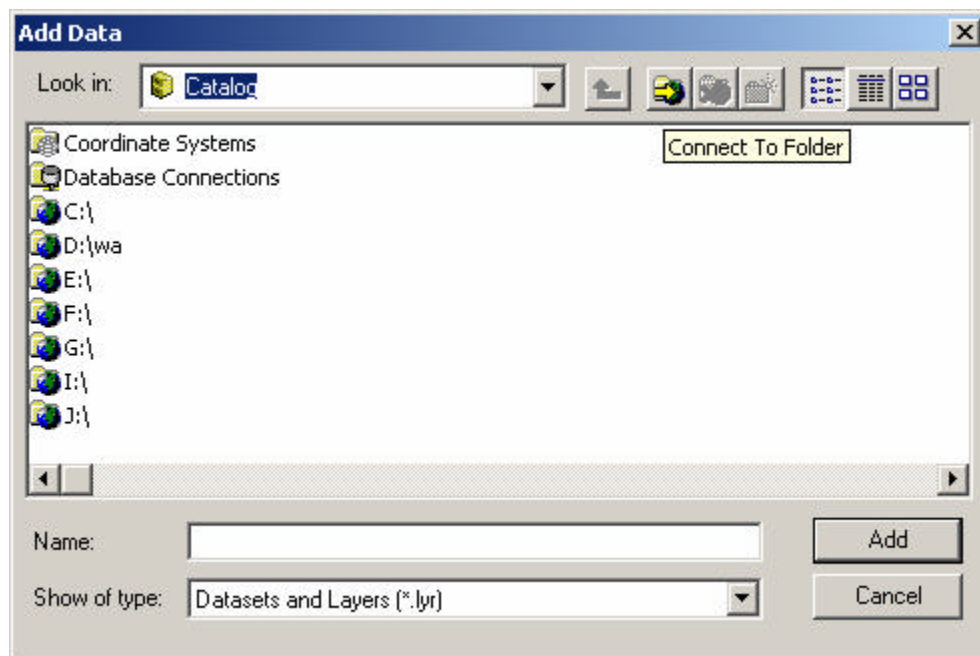 Add Data
Look in: Catalog
Connect To Folder
Coordinate Systems
Database Connections
C:\
D:\wa
E:\
F:\
G:\
I:\
J:\
Name:
Add
Show of type: Datasets and Layers (*.lyr)
Cancel